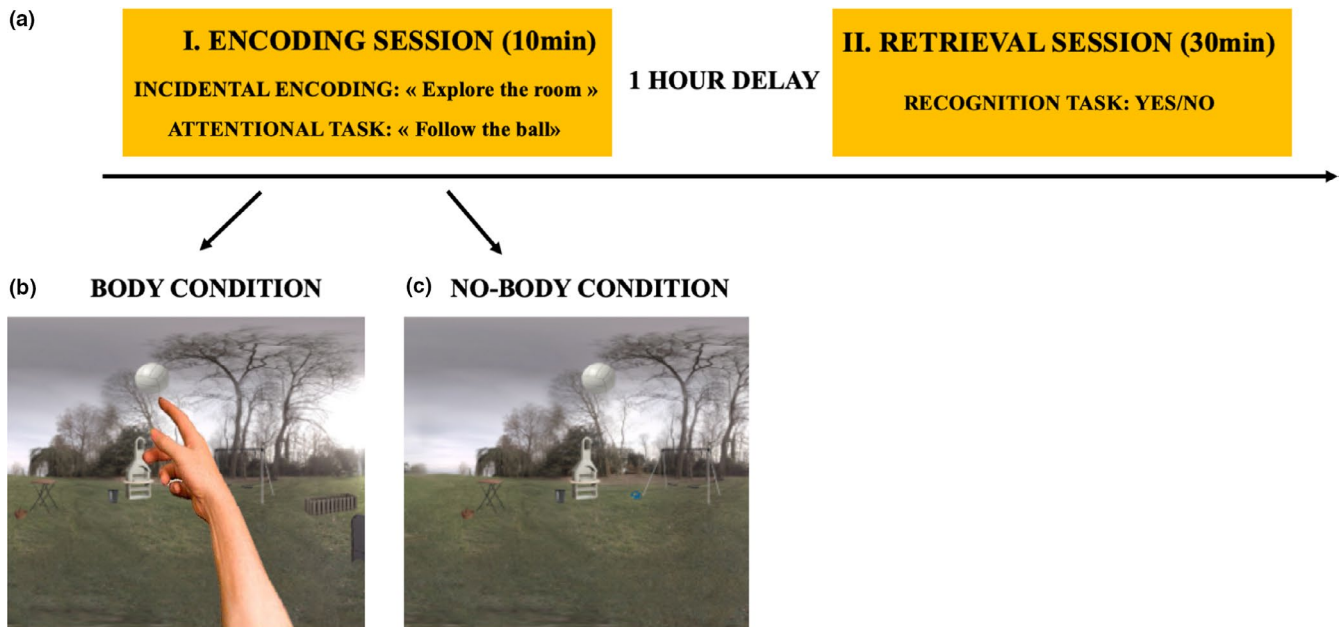 (a)
I. ENCODING SESSION (10min)
INCIDENTAL ENCODING: « Explore the room »
ATTENTIONAL TASK: « Follow the ball»
1 HOUR DELAY
II. RETRIEVAL SESSION (30min)
RECOGNITION TASK: YES/NO
(b) BODY CONDITION
(c) NO-BODY CONDITION